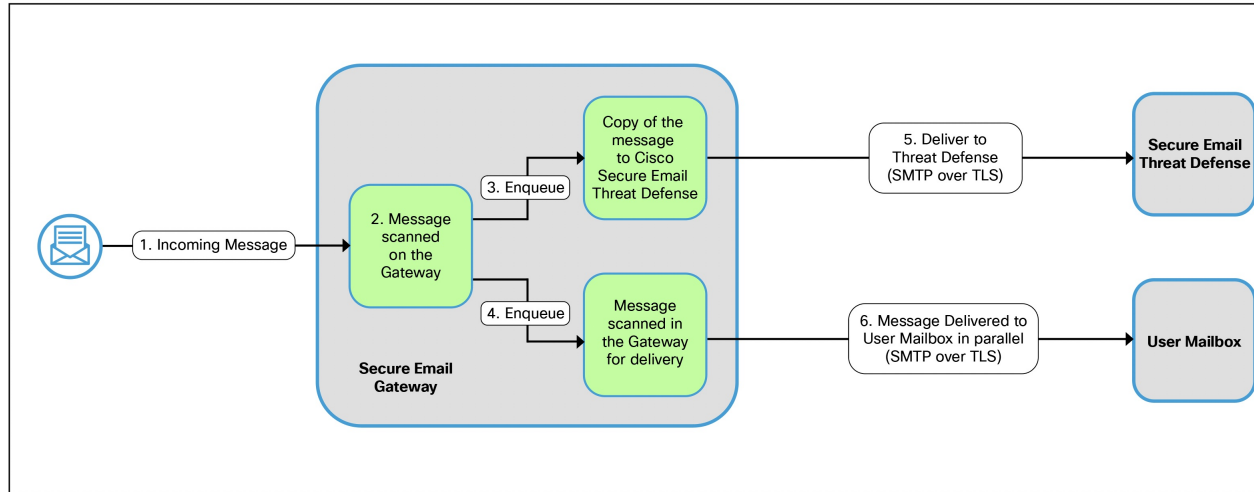 1. Incoming Message
2. Message
scanned
on the
Gateway
3. Enqueue
Copy of the
message
to Cisco
Secure Email
Threat Defense
4. Enqueue
Message
scanned in
the Gateway
for delivery
Secure Email
Gateway
5. Deliver to
Threat Defense
(SMTP over TLS)
Secure Email
Threat Defense
6. Message Delivered to
User Mailbox in parallel
(SMTP over TLS)
User Mailbox